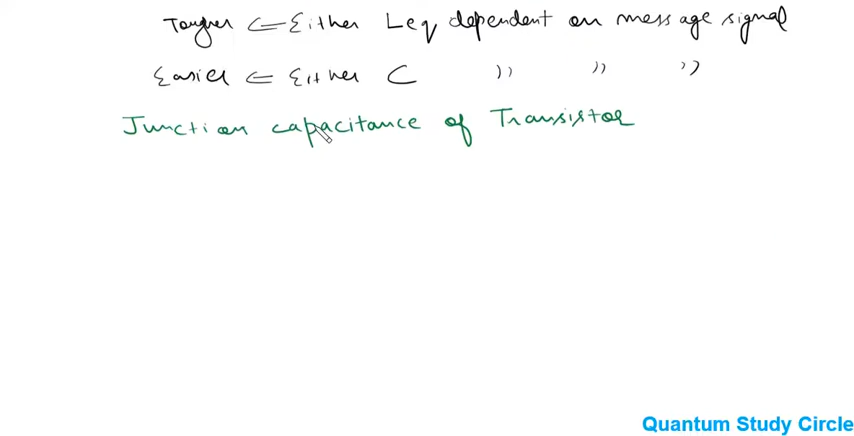 Tougher ⇐ Either Leq dependent on message signal
Easier ⇐ Either C " " "
Junction capacitance of Transistor
Quantum Study Circle